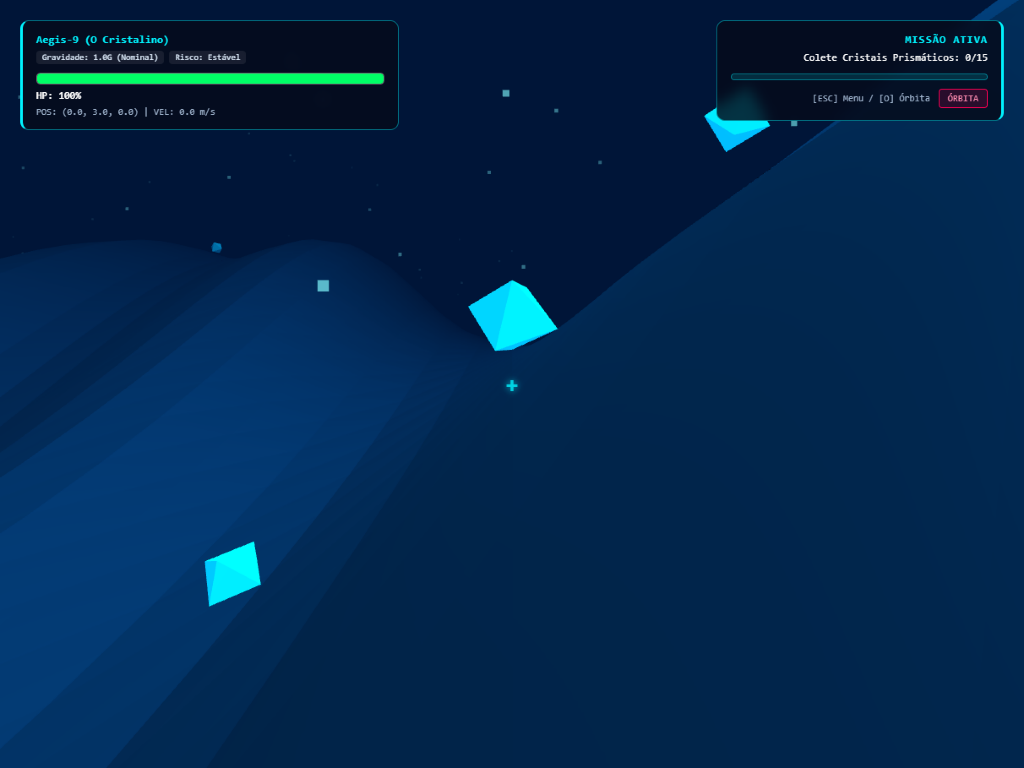 Aegis-9 (O Cristalino)
Gravidade: 1.0G (Nominal) Risco: Estável
HP: 100%
POS: (0.0, 3.0, 0.0) | VEL: 0.0 m/s
MISSÃO ATIVA
Colete Cristais Prismáticos: 0/15
[ESC] Menu / [O] Órbita ÓRBITA